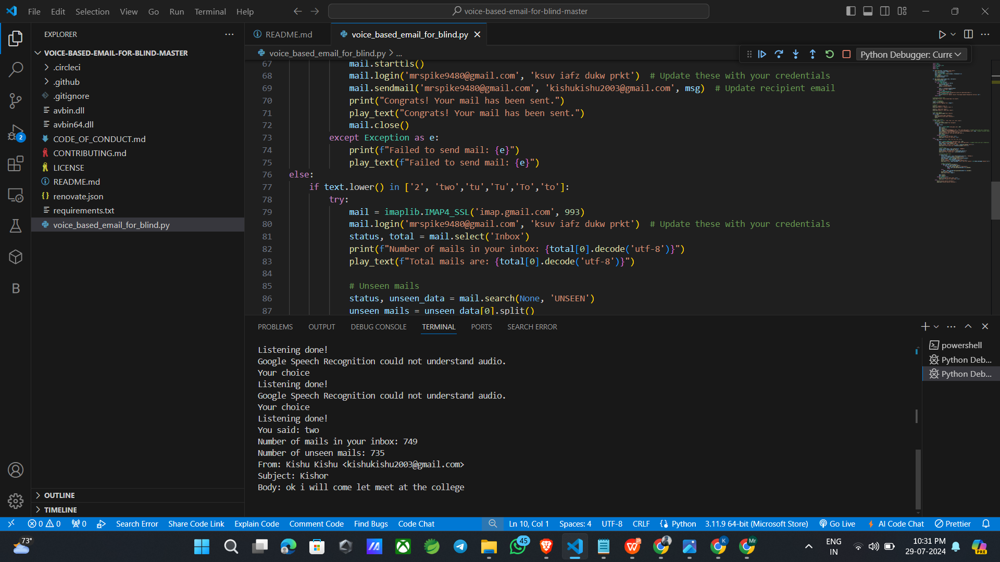 File Edit Selection View Go Run Terminal Help
voice-based-email-for-blind-master
EXPLORER
VOICE-BASED-EMAIL-FOR-BLIND-MASTER
.circleci
.github
.gitignore
avbin.dll
avbin64.dll
CODE_OF_CONDUCT.md
CONTRIBUTING.md
LICENSE
README.md
renovate.json
requirements.txt
voice_based_email_for_blind.py
OUTLINE
TIMELINE
2
B
README.md voice_based_email_for_blind.py
voice_based_email_for_blind.py > ...
Python Debugger: Curre
67 mail.starttls()
68 mail.login('mrspike9480@gmail.com', 'ksuv iafz dukw prkt') # Update these with your credentials
69 mail.sendmail('mrspike9480@gmail.com', 'kishukishu2003@gmail.com', msg) # Update recipient email
70 print("Congrats! Your mail has been sent.")
71 play_text("Congrats! Your mail has been sent.")
72 mail.close()
73 except Exception as e:
74 print(f"Failed to send mail: {e}")
75 play_text(f"Failed to send mail: {e}")
76 else:
77 if text.lower() in ['2', 'two','tu','Tu','To','to']:
78 try:
79 mail = imaplib.IMAP4_SSL('imap.gmail.com', 993)
80 mail.login('mrspike9480@gmail.com', 'ksuv iafz dukw prkt') # Update these with your credentials
81 status, total = mail.select('Inbox')
82 print(f"Number of mails in your inbox: {total[0].decode('utf-8')}")
83 play_text(f"Total mails are: {total[0].decode('utf-8')}")
84
85 # Unseen mails
86 status, unseen_data = mail.search(None, 'UNSEEN')
87 unseen_mails = unseen_data[0].split()
PROBLEMS OUTPUT DEBUG CONSOLE TERMINAL PORTS SEARCH ERROR
Listening done!
Google Speech Recognition could not understand audio.
Your choice
Listening done!
Google Speech Recognition could not understand audio.
Your choice
Listening done!
You said: two
Number of mails in your inbox: 749
Number of unseen mails: 735
From: Kishu Kishu <kishukishu2003@gmail.com>
Subject: Kishor
Body: ok i will come let meet at the college
powershell
Python Deb...
Python Deb...
0 0 0 Search Error Share Code Link Explain Code Comment Code Find Bugs Code Chat Ln 10, Col 1 Spaces: 4 UTF-8 CRLF Python 3.11.9 64-bit (Microsoft Store) Go Live AI Code Chat Prettier
73° 45 K Mr ENG 10:31 PM
IN 29-07-2024 PRE